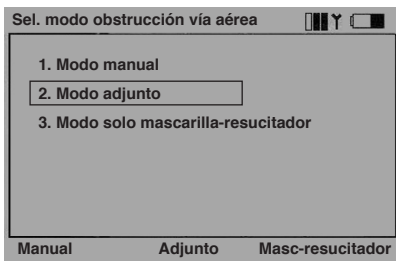 Sel. modo obstrucción vía aérea
1. Modo manual
2. Modo adjunto
3. Modo solo mascarilla-resucitador
Manual Adjunto Masc-resucitador